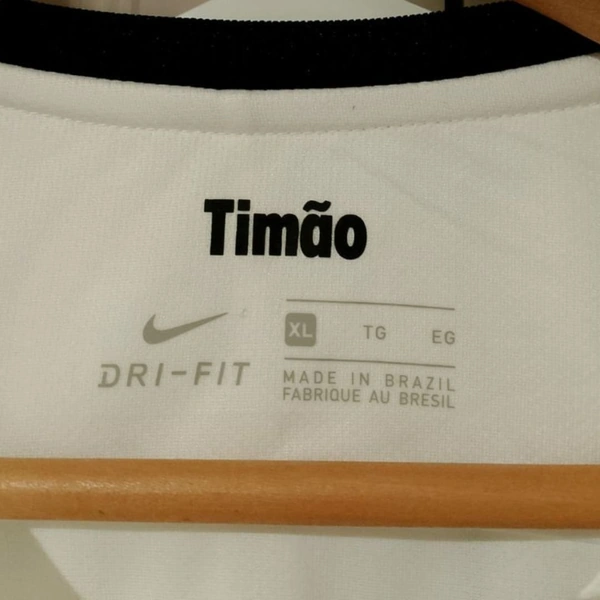 Timão
DRI-FIT
XL TG EG
MADE IN BRAZIL
FABRIQUE AU BRESIL